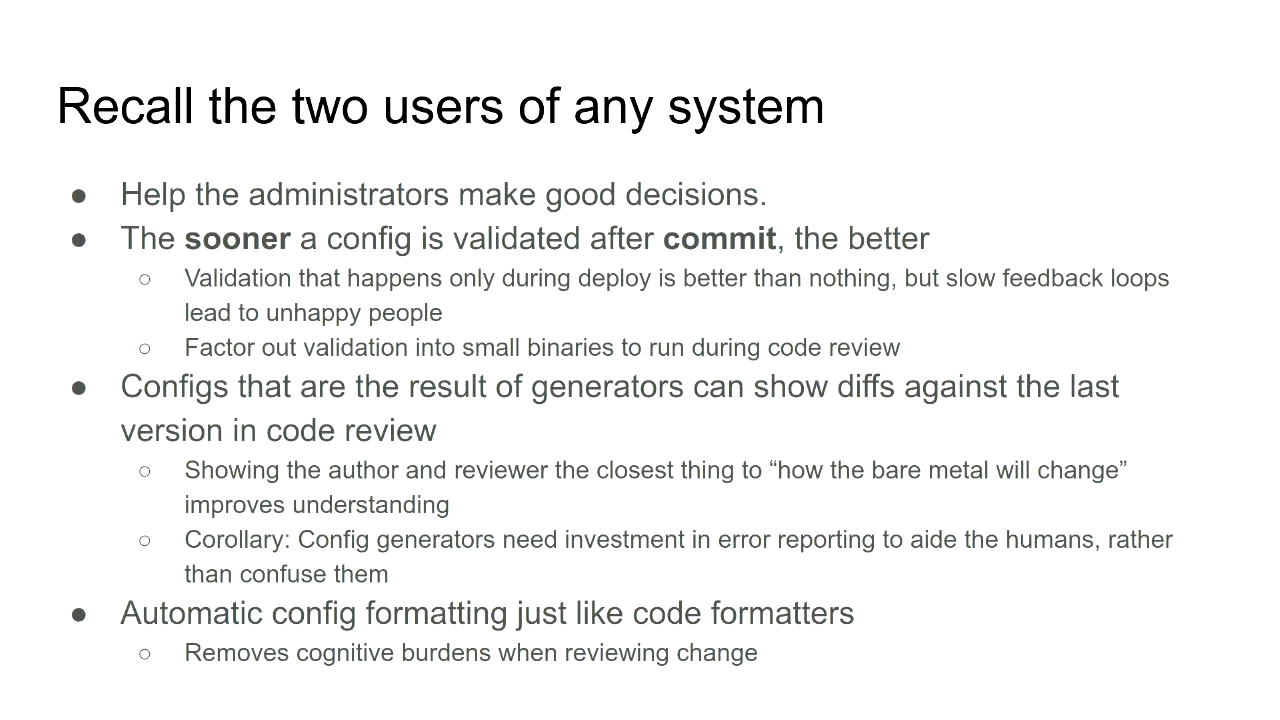 Recall the two users of any system
● Help the administrators make good decisions.
● The sooner a config is validated after commit, the better
○ Validation that happens only during deploy is better than nothing, but slow feedback loops
lead to unhappy people
○ Factor out validation into small binaries to run during code review
● Configs that are the result of generators can show diffs against the last
version in code review
○ Showing the author and reviewer the closest thing to “how the bare metal will change”
improves understanding
○ Corollary: Config generators need investment in error reporting to aide the humans, rather
than confuse them
● Automatic config formatting just like code formatters
○ Removes cognitive burdens when reviewing change